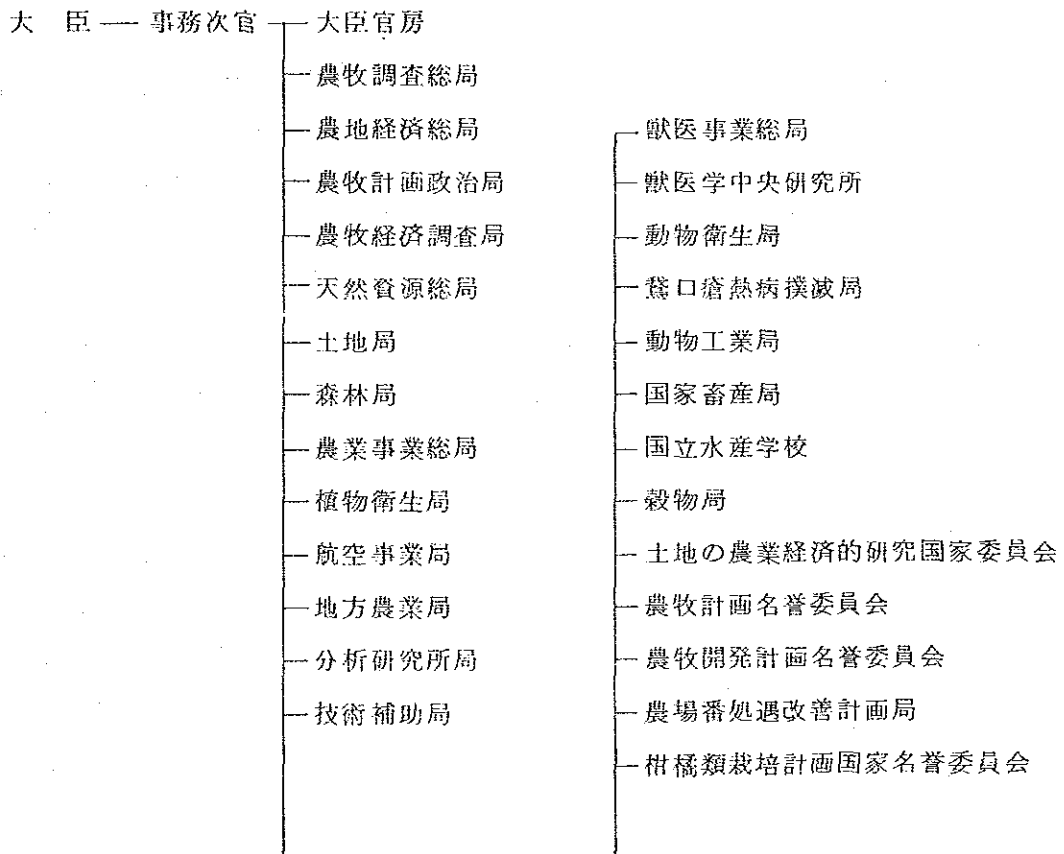 大臣 事務次官 大臣官房
農牧調査総局
農地経済総局
農牧計画政治局
農牧経済調査局
天然資源総局
土地局
森林局
農業事業総局
植物衛生局
航空事業局
地方農業局
分析研究所局
技術補助局
獣医事業総局
獣医学中央研究所
動物衛生局
鵞口瘡熱病撲滅局
動物工業局
国家畜産局
国立水産学校
穀物局
土地の農業経済的研究国家委員会
農牧計画名誉委員会
農牧開発計画名誉委員会
農場番処遇改善計画局
柑橘類栽培計画国家名誉委員会